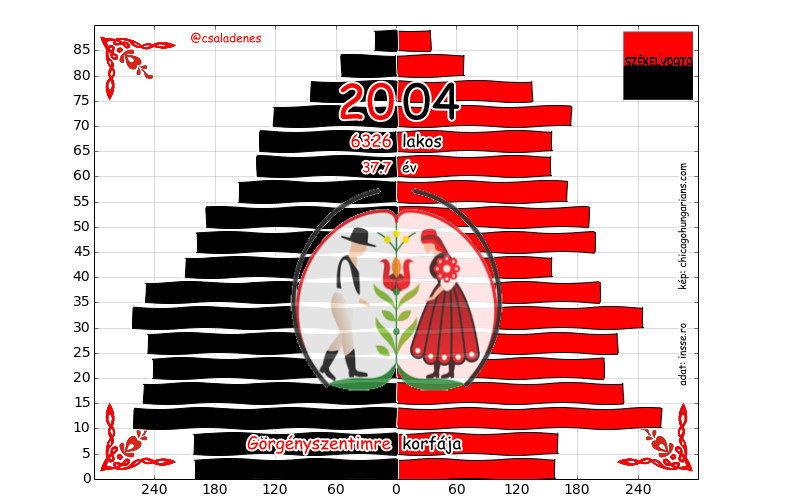 @csaladenes
SZÉKELYDATA
2004
6326 lakos
37.7 év
kép: chicagohungarians.com
adat: insse.ro
Görgényszentimre korfája
85
80
75
70
65
60
55
50
45
40
35
30
25
20
15
10
5
0
240 180 120 60 0 60 120 180 240